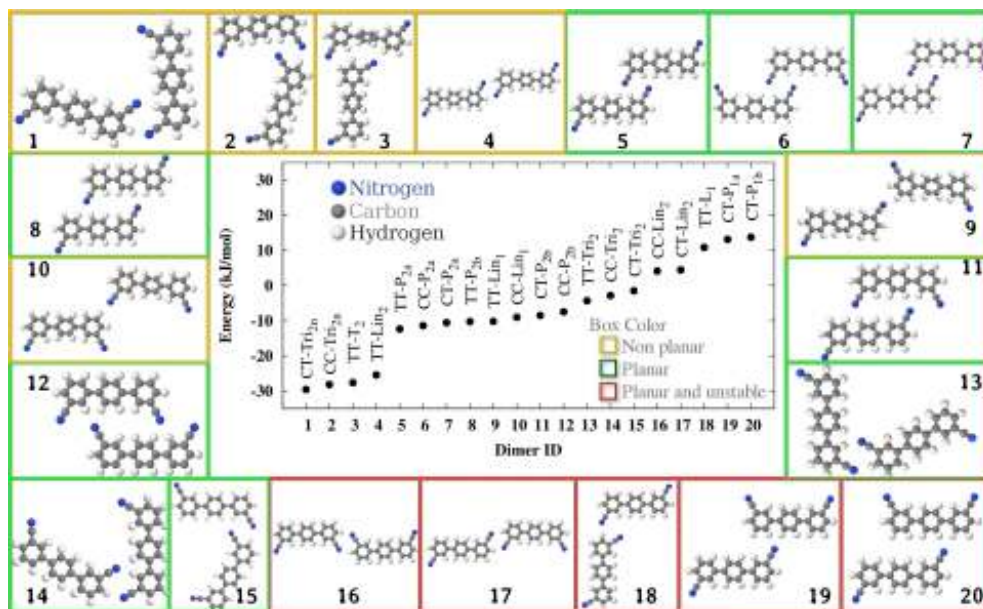 1
2
3
4
5
6
7
8
9
10
11
12
13
14
15
16
17
18
19
20
Nitrogen
Carbon
Hydrogen
Energy (kJ/mol)
30
20
10
0
-10
-20
-30
CT-Tri2a
CC-Tri2a
TT-T2
TT-Lin2
TT-P2a
CC-P2a
CT-P2a
TT-P2b
TT-Lin1
CC-Lin1
CT-P2b
CC-P2b
TT-Tri2
CC-Tri2
CT-Tri2
CC-Lin2
CT-Lin2
TT-L1
CT-P1a
CT-P1b
Box Color
Non planar
Planar
Planar and unstable
1 2 3 4 5 6 7 8 9 10 11 12 13 14 15 16 17 18 19 20
Dimer ID